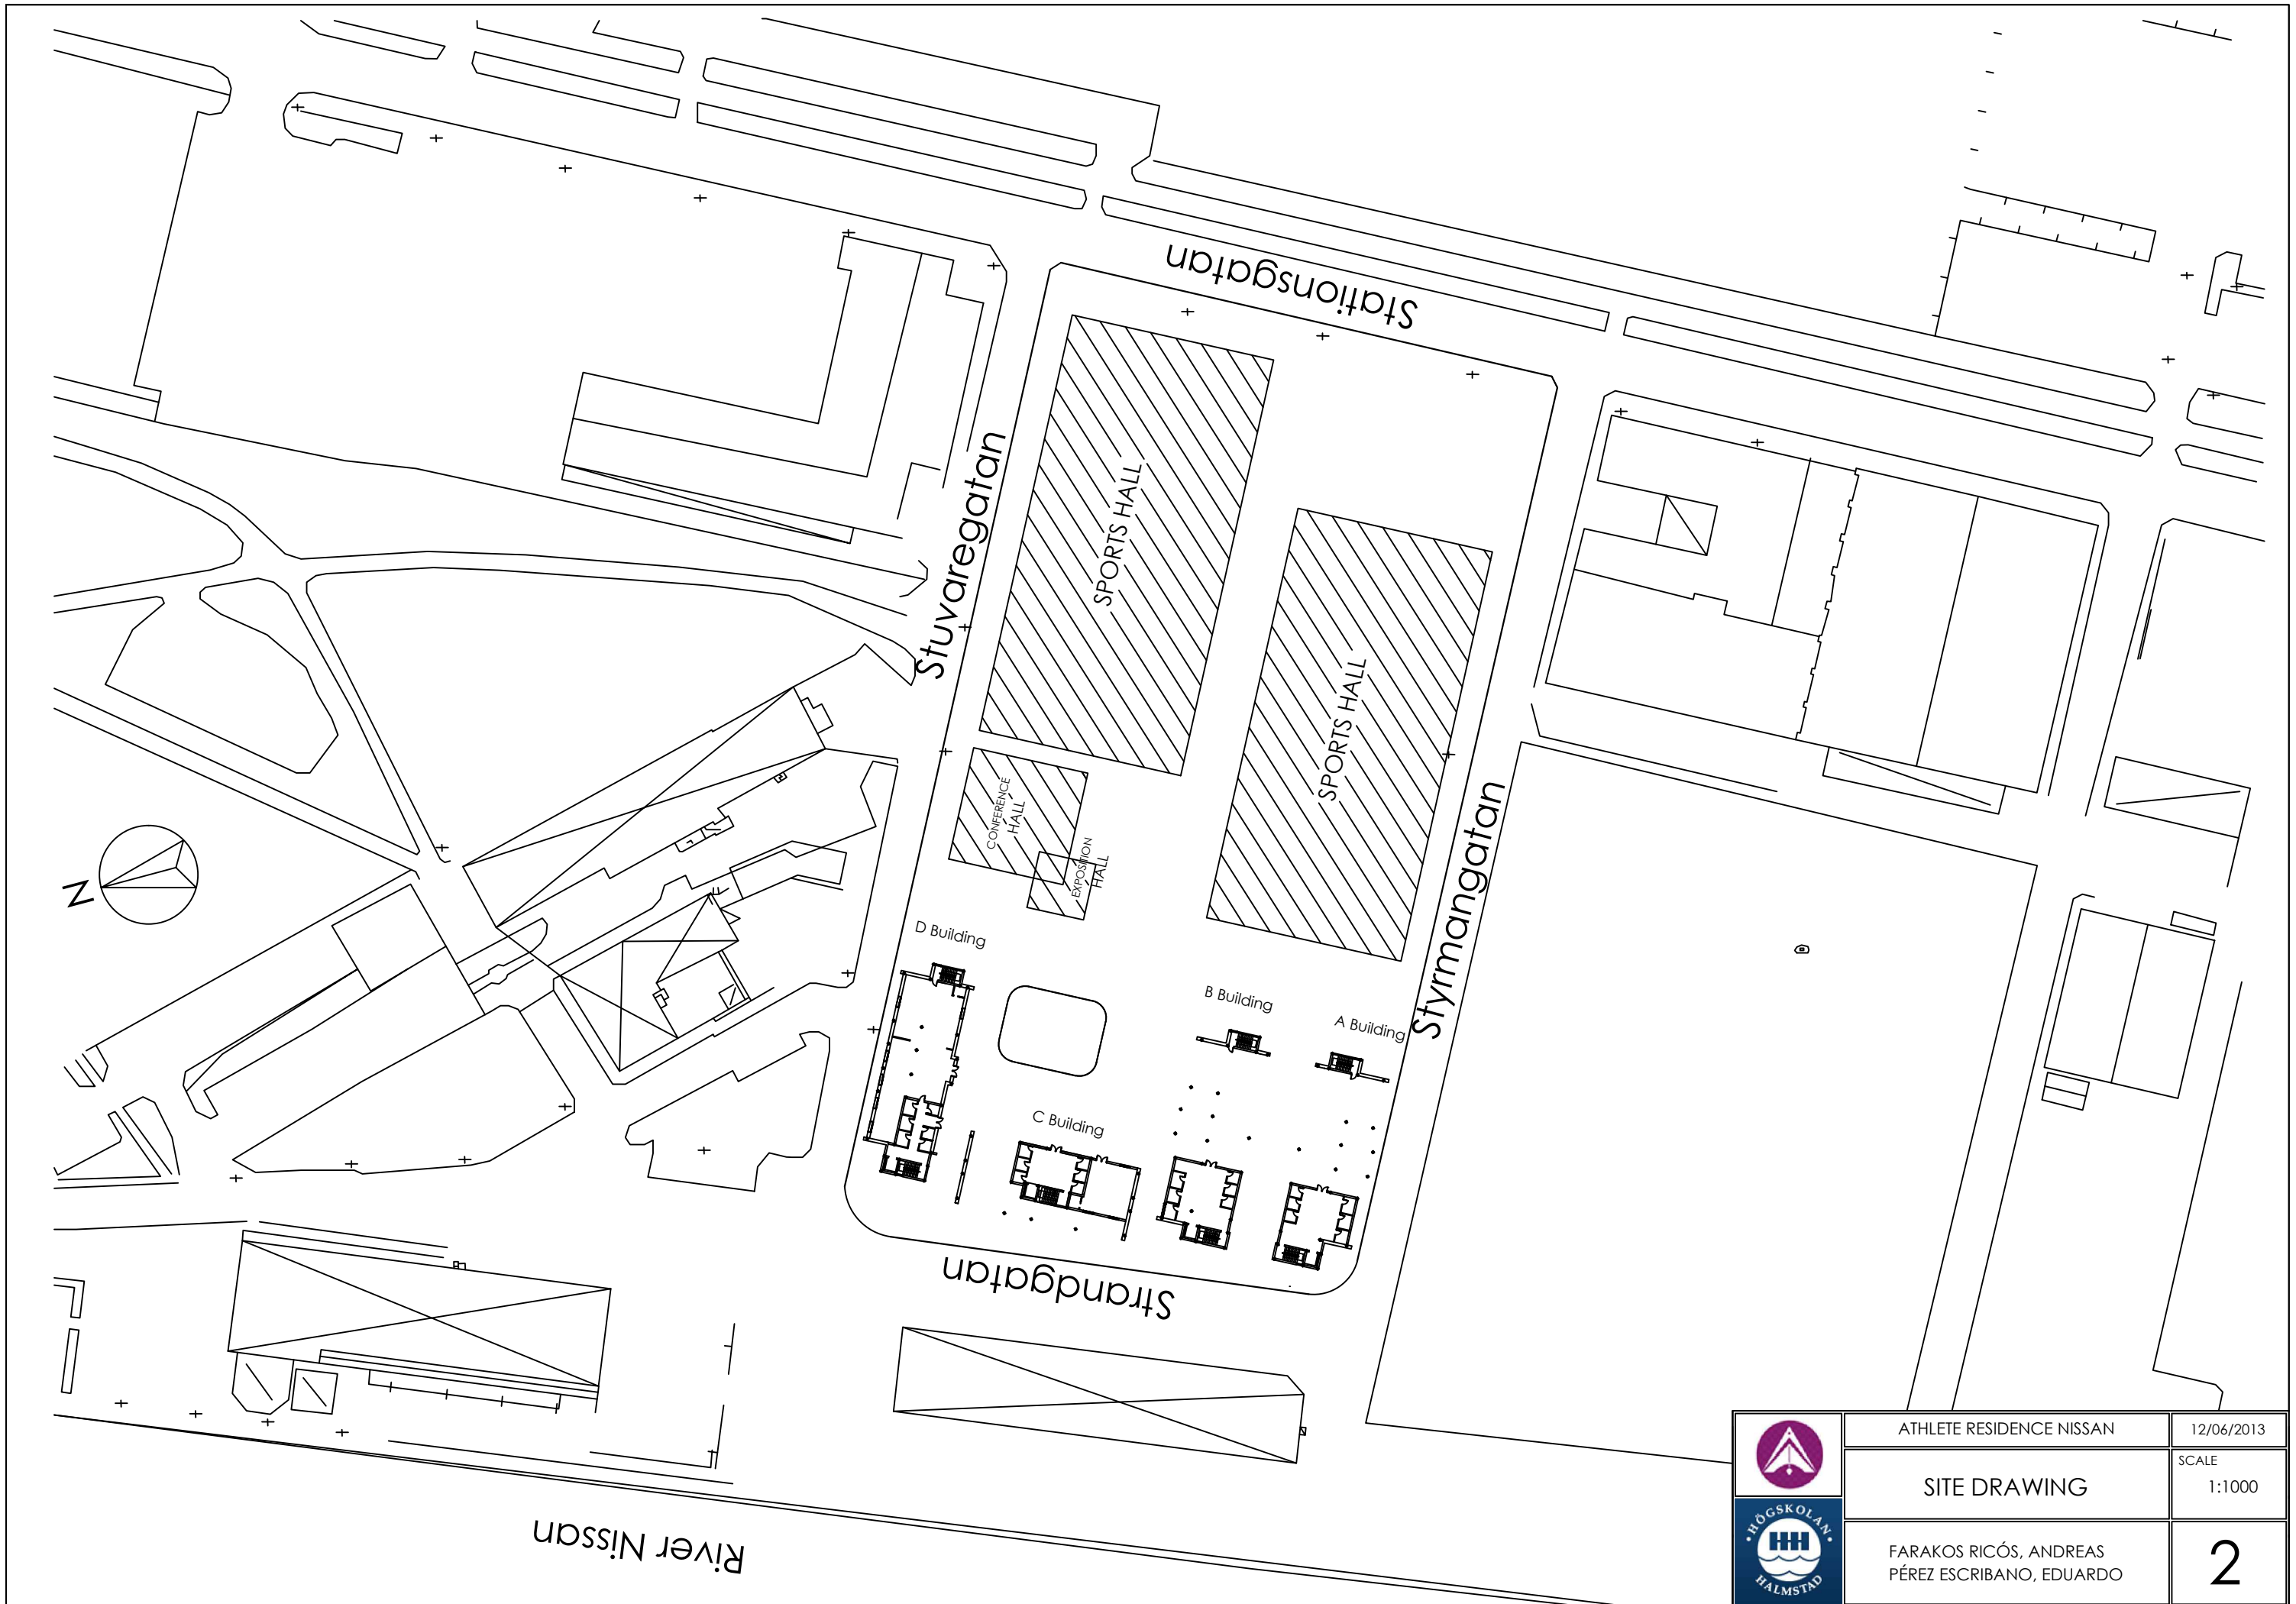 Stationsgatan
Stuvaregatan
SPORTS HALL
SPORTS HALL
CONFERENCE
HALL
EXPOSITION
HALL
Styrmangatan
N
D Building
B Building
A Building
C Building
Strandgatan
River Nissan
ATHLETE RESIDENCE NISSAN
12/06/2013
SITE DRAWING
SCALE
1:1000
HÖGSKOLAN
HH
HALMSTAD
FARAKOS RICÓS, ANDREAS
PÉREZ ESCRIBANO, EDUARDO
2